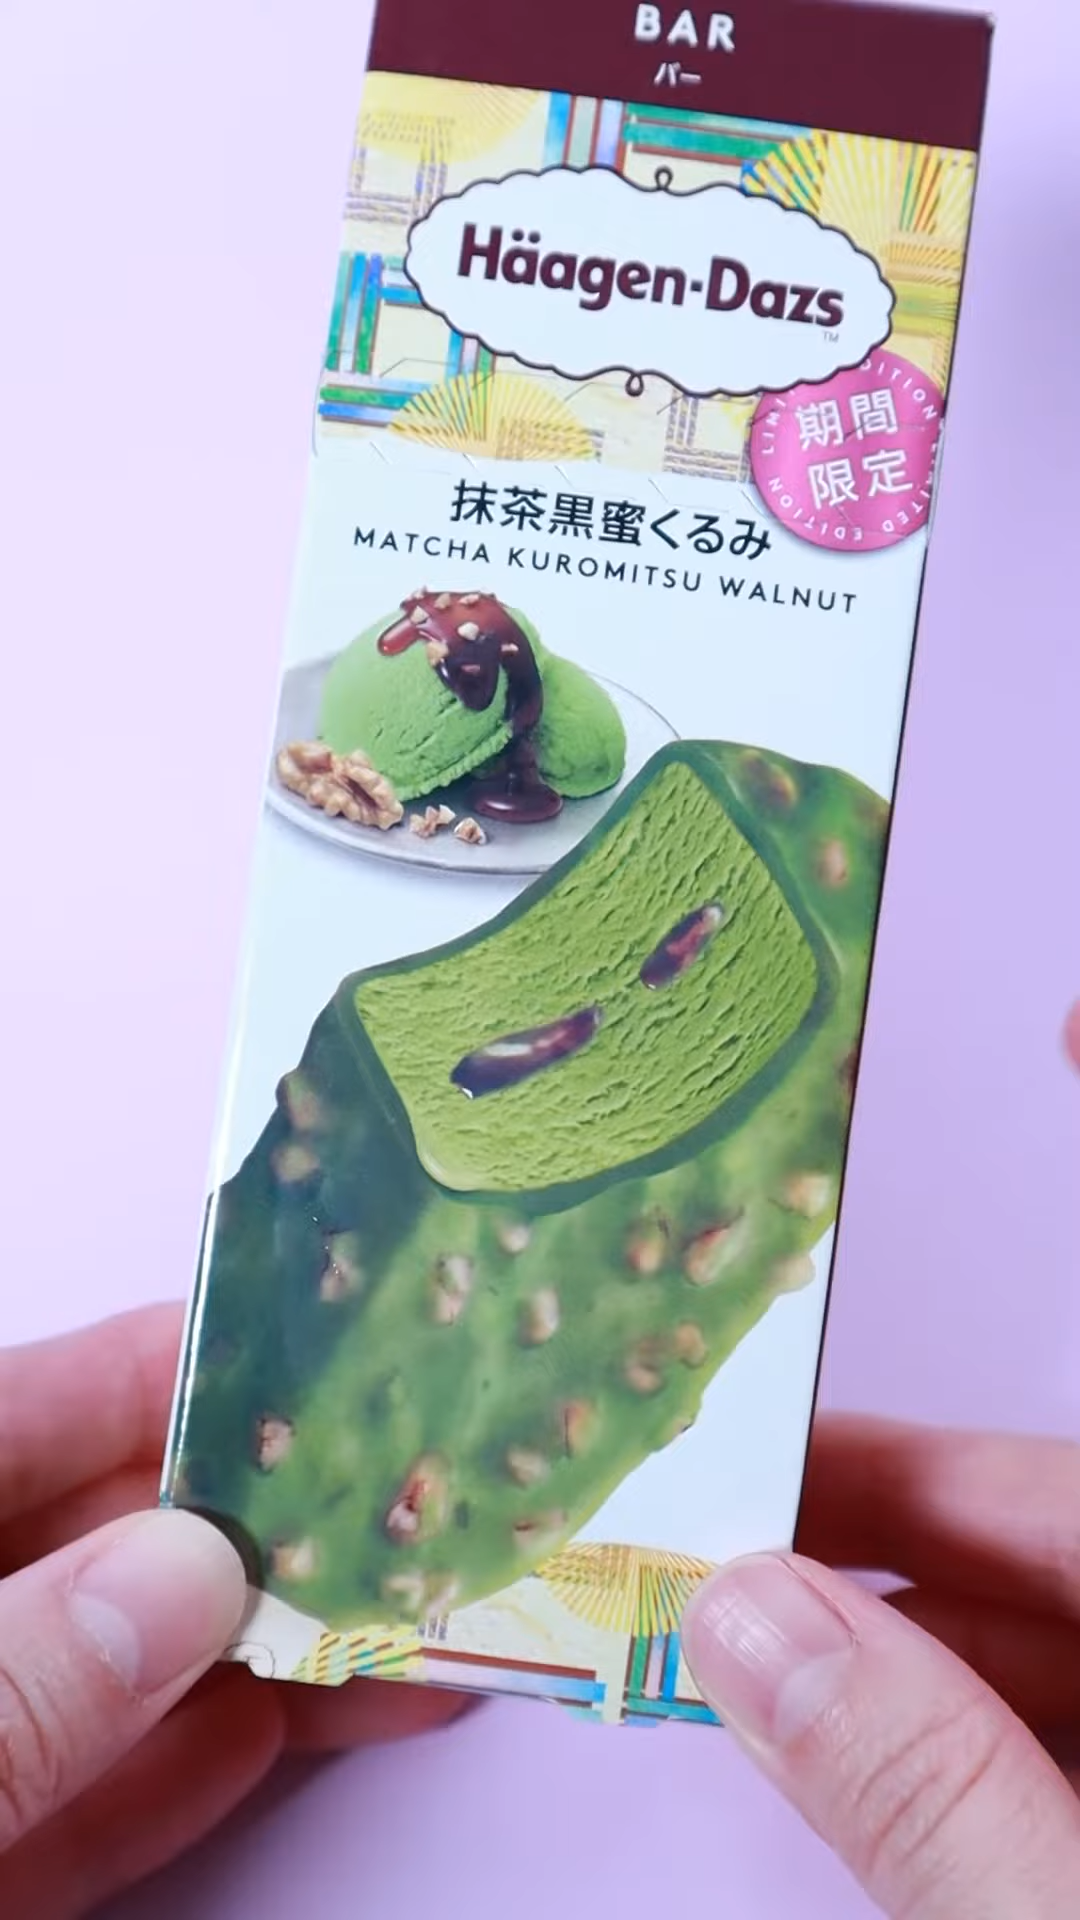 BAR
バー
Häagen-Dazs
TM
期間
限定
LIMITED EDITION LIMITED EDITION
抹茶黒蜜くるみ
MATCHA KUROMITSU WALNUT